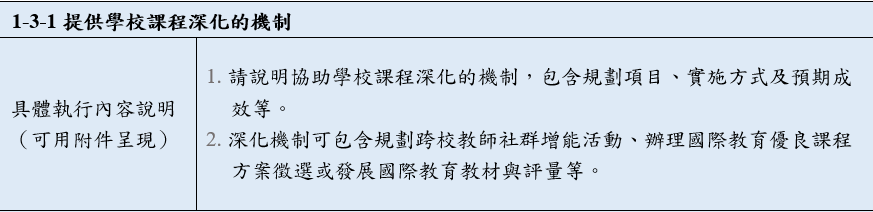 1-3-1 提供學校課程深化的機制
具體執行內容說明
（可用附件呈現）
1. 請說明協助學校課程深化的機制，包含規劃項目、實施方式及預期成
效等。
2. 深化機制可包含規劃跨校教師社群增能活動、辦理國際教育優良課程
方案徵選或發展國際教育教材與評量等。